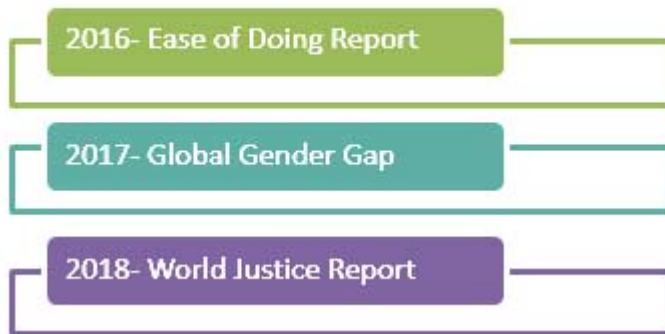 2016- Ease of Doing Report
2017- Global Gender Gap
2018- World Justice Report